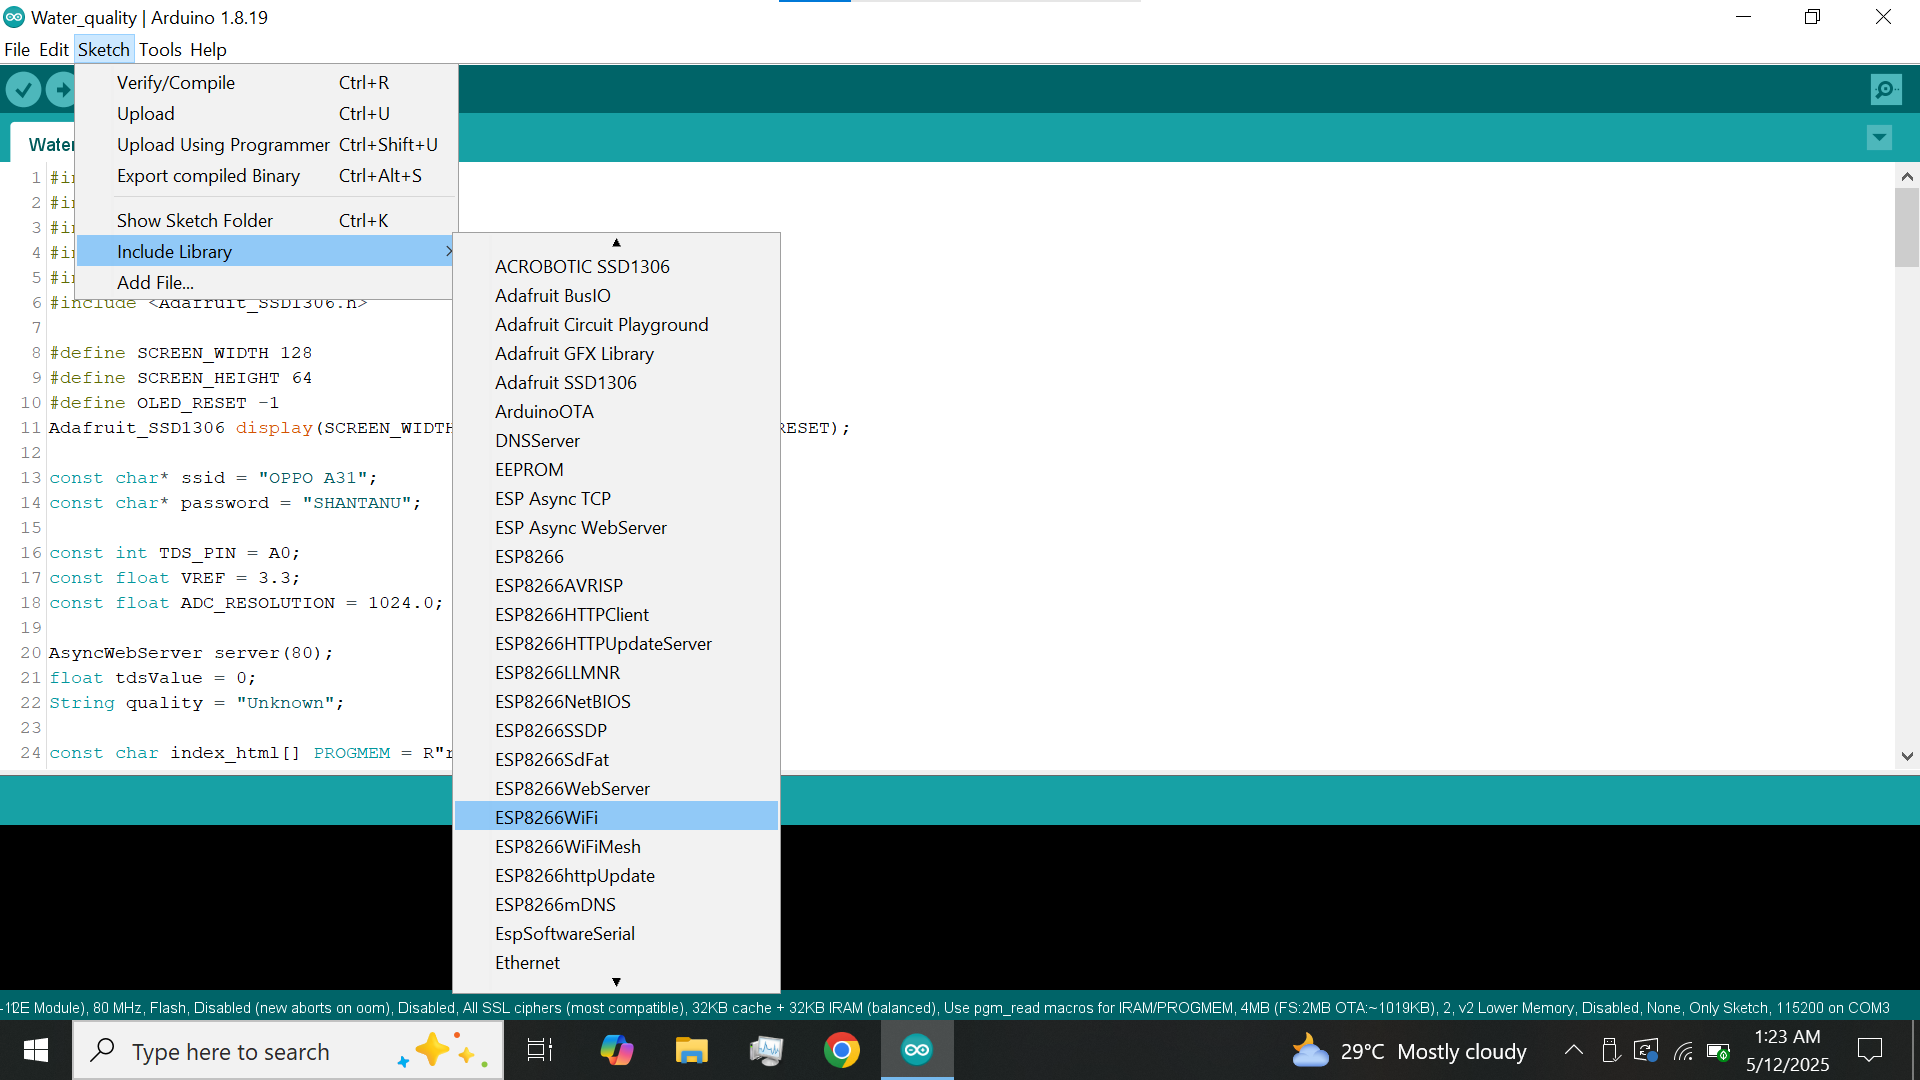 Water_quality | Arduino 1.8.19
File Edit Sketch Tools Help
Verify/Compile Ctrl+R
Upload Ctrl+U
Upload Using Programmer Ctrl+Shift+U
Export compiled Binary Ctrl+Alt+S
Show Sketch Folder Ctrl+K
Include Library
Add File...
Water
1 #in
2 #in
3 #in
4 #in
5 #in
6 #include <Adafruit_SSD1306.h>
7
8 #define SCREEN_WIDTH 128
9 #define SCREEN_HEIGHT 64
10 #define OLED_RESET -1
11 Adafruit_SSD1306 display(SCREEN_WIDTH RESET);
12
13 const char* ssid = "OPPO A31";
14 const char* password = "SHANTANU";
15
16 const int TDS_PIN = A0;
17 const float VREF = 3.3;
18 const float ADC_RESOLUTION = 1024.0;
19
20 AsyncWebServer server(80);
21 float tdsValue = 0;
22 String quality = "Unknown";
23
24 const char index_html[] PROGMEM = R"r
ACROBOTIC SSD1306
Adafruit BusIO
Adafruit Circuit Playground
Adafruit GFX Library
Adafruit SSD1306
ArduinoOTA
DNSServer
EEPROM
ESP Async TCP
ESP Async WebServer
ESP8266
ESP8266AVRISP
ESP8266HTTPClient
ESP8266HTTPUpdateServer
ESP8266LLMNR
ESP8266NetBIOS
ESP8266SSDP
ESP8266SdFat
ESP8266WebServer
ESP8266WiFi
ESP8266WiFiMesh
ESP8266httpUpdate
ESP8266mDNS
EspSoftwareSerial
Ethernet
-12E Module), 80 MHz, Flash, Disabled (new aborts on oom), Disabled, All SSL ciphers (most compatible), 32KB cache + 32KB IRAM (balanced), Use pgm_read macros for IRAM/PROGMEM, 4MB (FS:2MB OTA:~1019KB), 2, v2 Lower Memory, Disabled, None, Only Sketch, 115200 on COM3
Type here to search
29°C Mostly cloudy
1:23 AM
5/12/2025